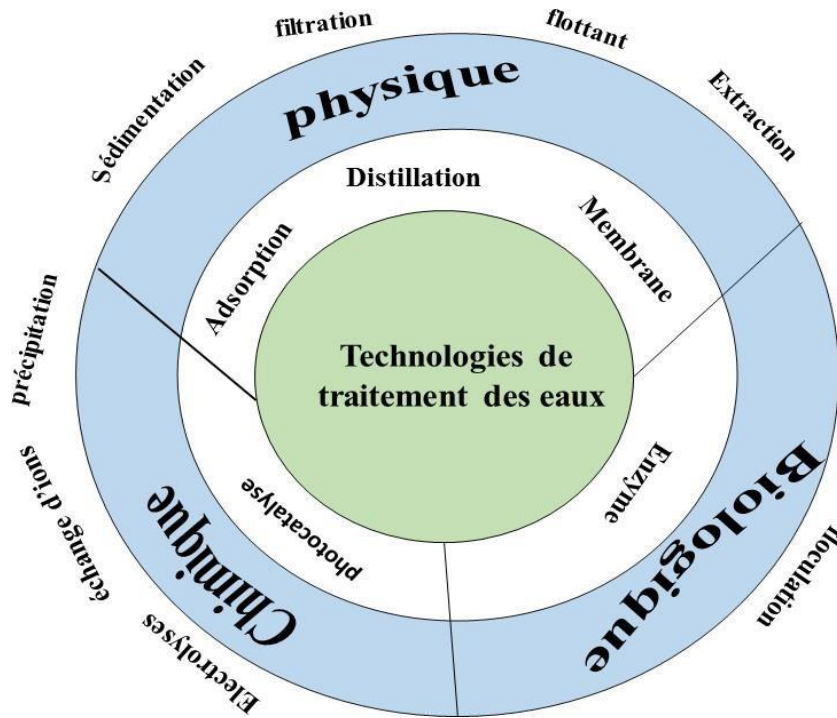 filtration
flottant
Sédimentation
Extraction
physique
Distillation
Adsorption
Membrane
précipitation
Technologies de
traitement des eaux
échange d'ions
Chimique
photocatalyse
Enzyme
Biologique
floculation
Electrolyses